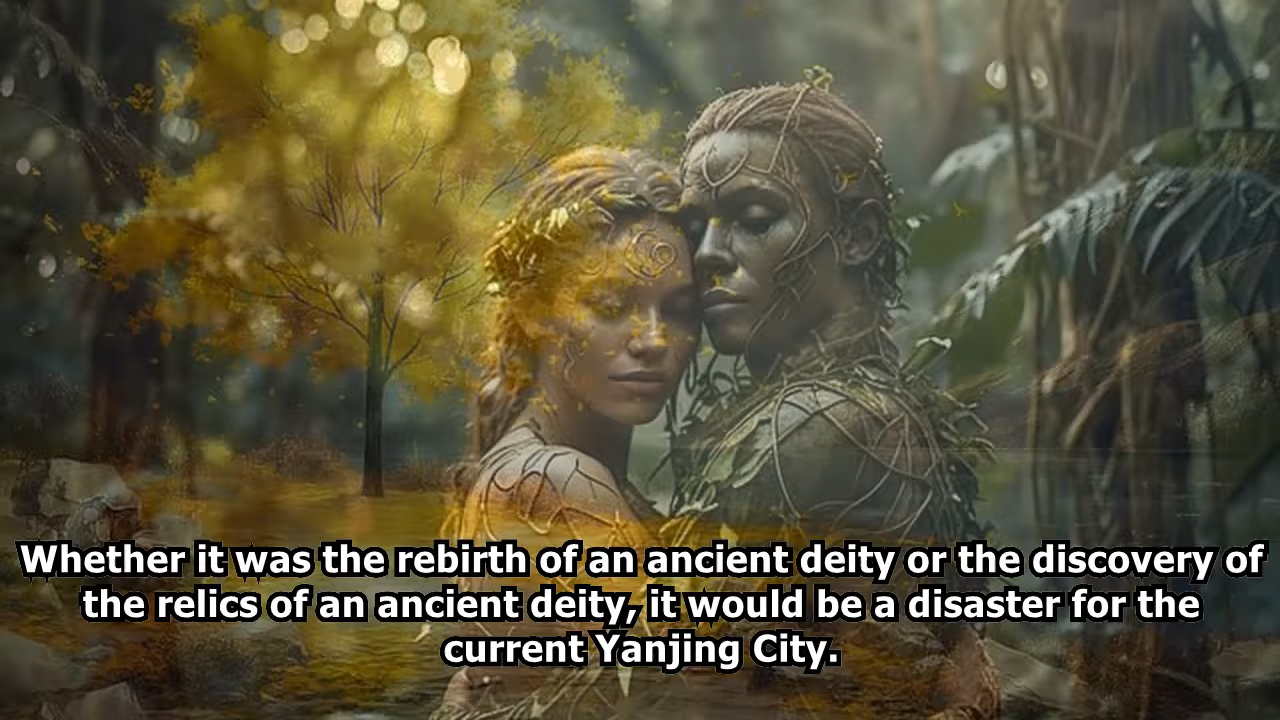 Whether it was the rebirth of an ancient deity or the discovery of
the relics of an ancient deity, it would be a disaster for the
current Yanjing City.